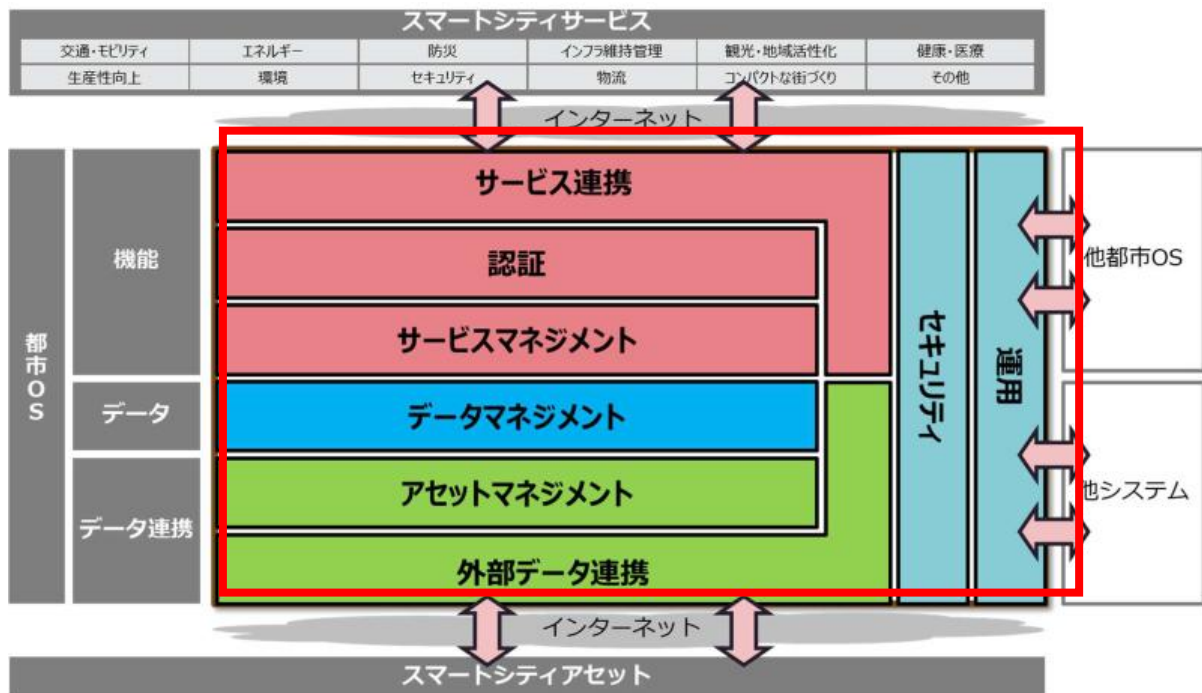 スマートシティサービス
交通・モビリティ エネルギー 防災 インフラ維持管理 観光・地域活性化 健康・医療
生産性向上 環境 セキュリティ 物流 コンパクトな街づくり その他
インターネット
都市OS
機能
サービス連携
認証
サービスマネジメント
データ
データマネジメント
データ連携
アセットマネジメント
外部データ連携
セキュリティ
運用
他都市OS
他システム
インターネット
スマートシティアセット